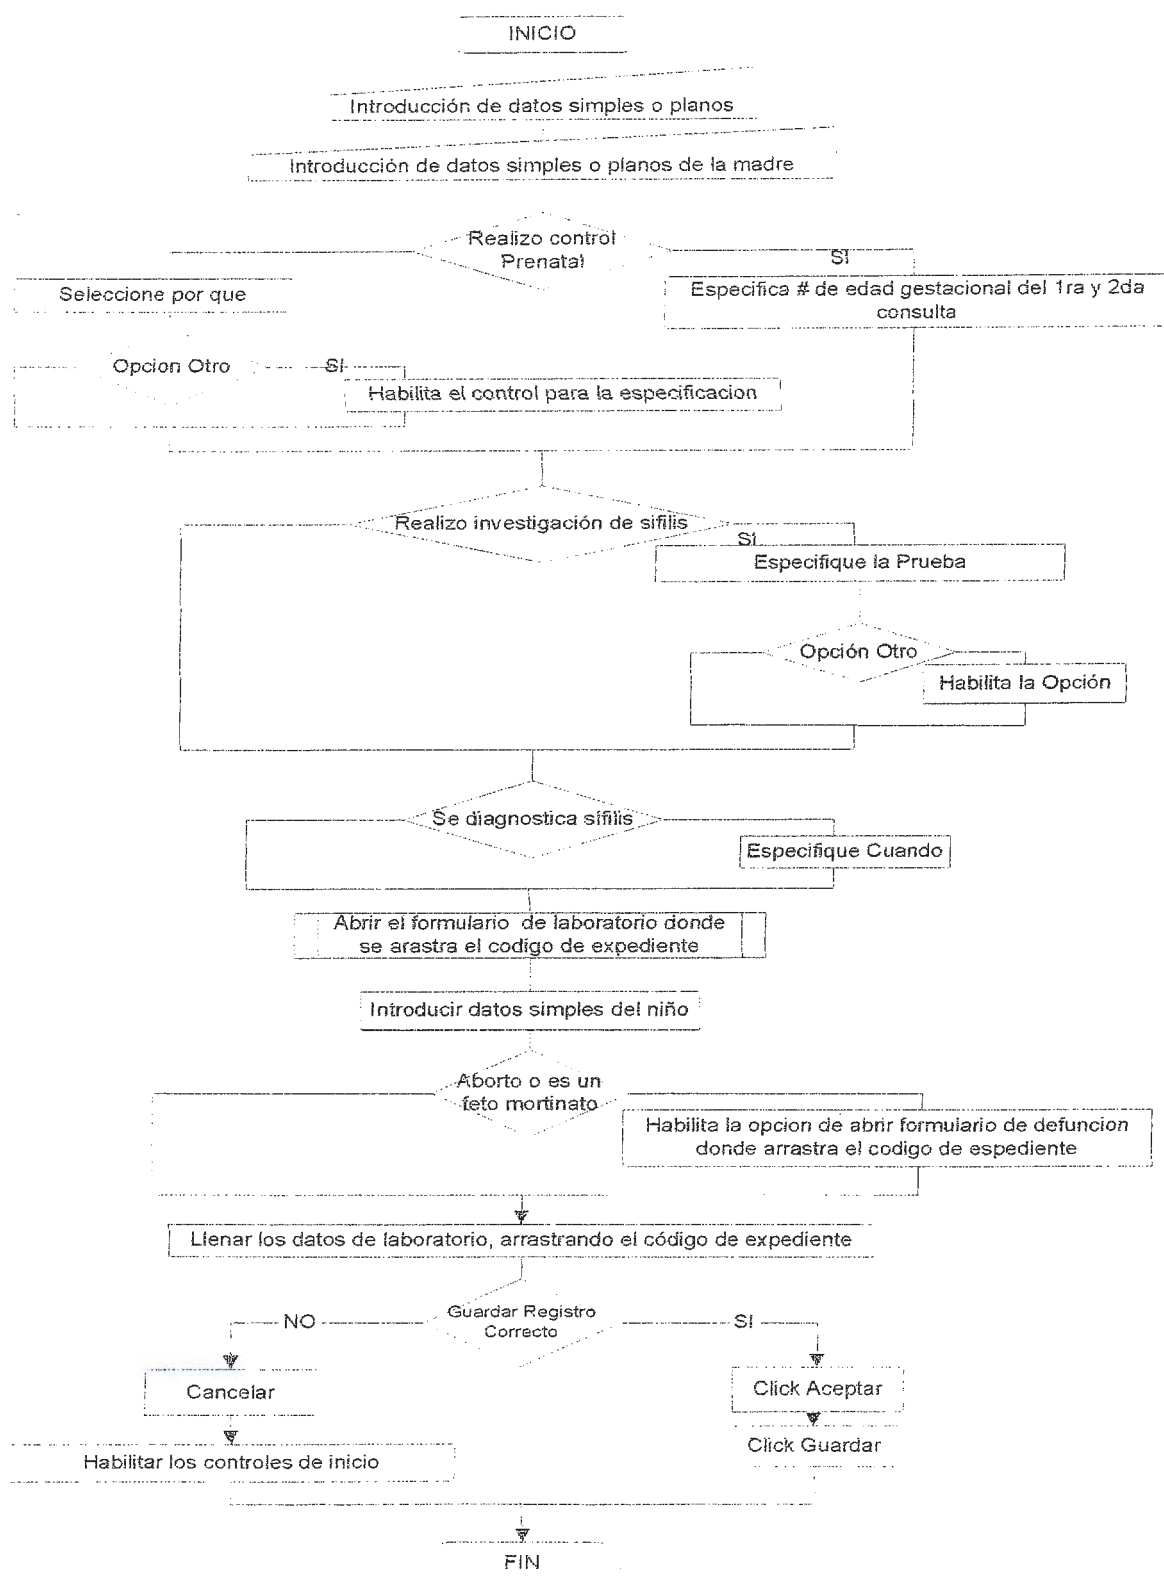 INICIO
Introducción de datos simples o planos
Introducción de datos simples o planos de la madre
Realizo control
Prenatal
SI
Seleccione por que
Especifica # de edad gestacional del 1ra y 2da
consulta
Opcion Otro
SI
Habilita el control para la especificacion
Realizo investigación de sifilis
SI
Especifique la Prueba
Opción Otro
Habilita la Opción
Se diagnostica sífilis
Especifique Cuando
Abrir el formulario de laboratorio donde
se arastra el codigo de expediente
Introducir datos simples del niño
Aborto o es un
feto mortinato
Habilita la opcion de abrir formulario de defuncion
donde arrastra el codigo de espediente
Llenar los datos de laboratorio, arrastrando el código de expediente
Guardar Registro
Correcto
NO
SI
Cancelar
Click Aceptar
Click Guardar
Habilitar los controles de inicio
FIN